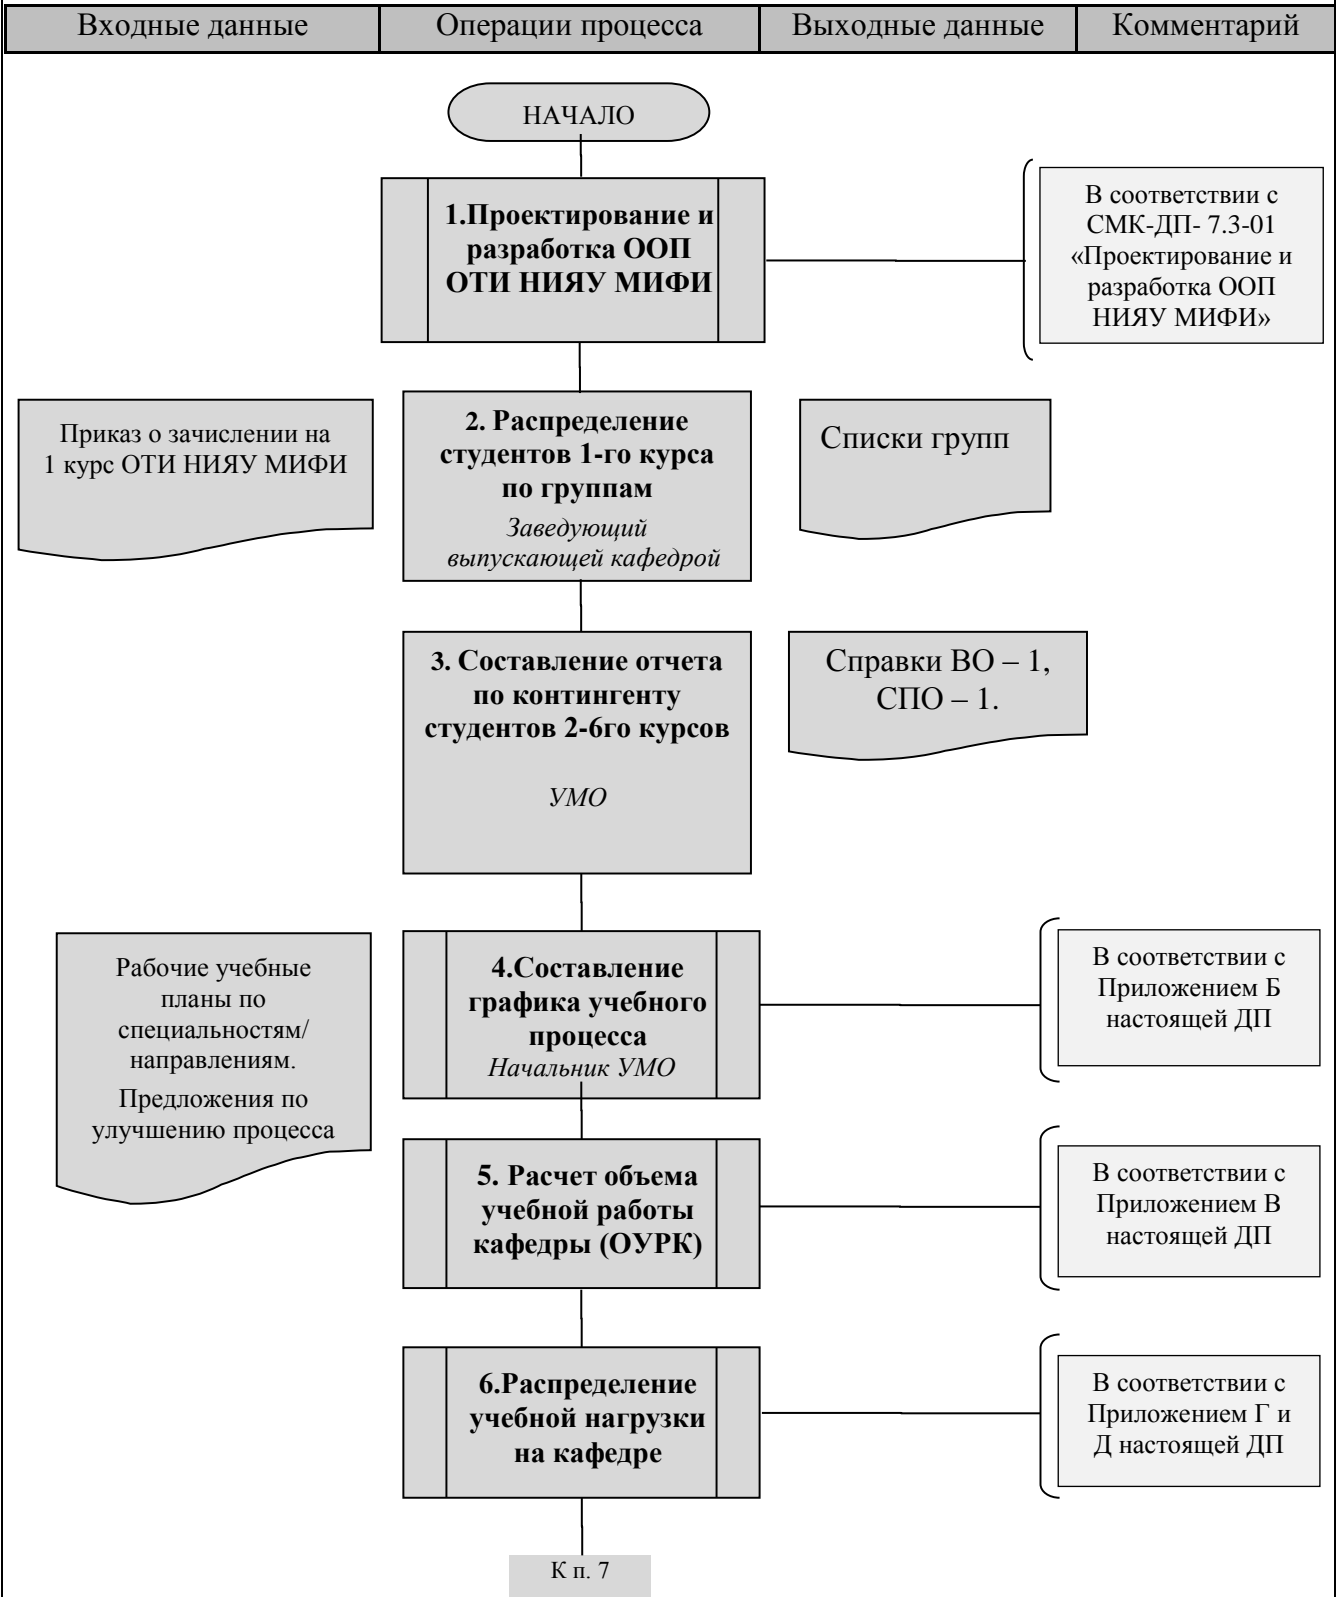 Входные данные
Операции процесса
Выходные данные
Комментарий
НАЧАЛО
1.Проектирование и
разработка ООП
ОТИ НИЯУ МИФИ
В соответствии с
СМК-ДП- 7.3-01
«Проектирование и
разработка ООП
НИЯУ МИФИ»
Приказ о зачислении на
1 курс ОТИ НИЯУ МИФИ
2. Распределение
студентов 1-го курса
по группам
Заведующий
выпускающей кафедрой
Списки групп
3. Составление отчета
по контингенту
студентов 2-6го курсов
УМО
Справки ВО – 1,
СПО – 1.
Рабочие учебные
планы по
специальностям/
направлениям.
Предложения по
улучшению процесса
4.Составление
графика учебного
процесса
Начальник УМО
В соответствии с
Приложением Б
настоящей ДП
5. Расчет объема
учебной работы
кафедры (ОУРК)
В соответствии с
Приложением В
настоящей ДП
6.Распределение
учебной нагрузки
на кафедре
В соответствии с
Приложением Г и
Д настоящей ДП
К п. 7